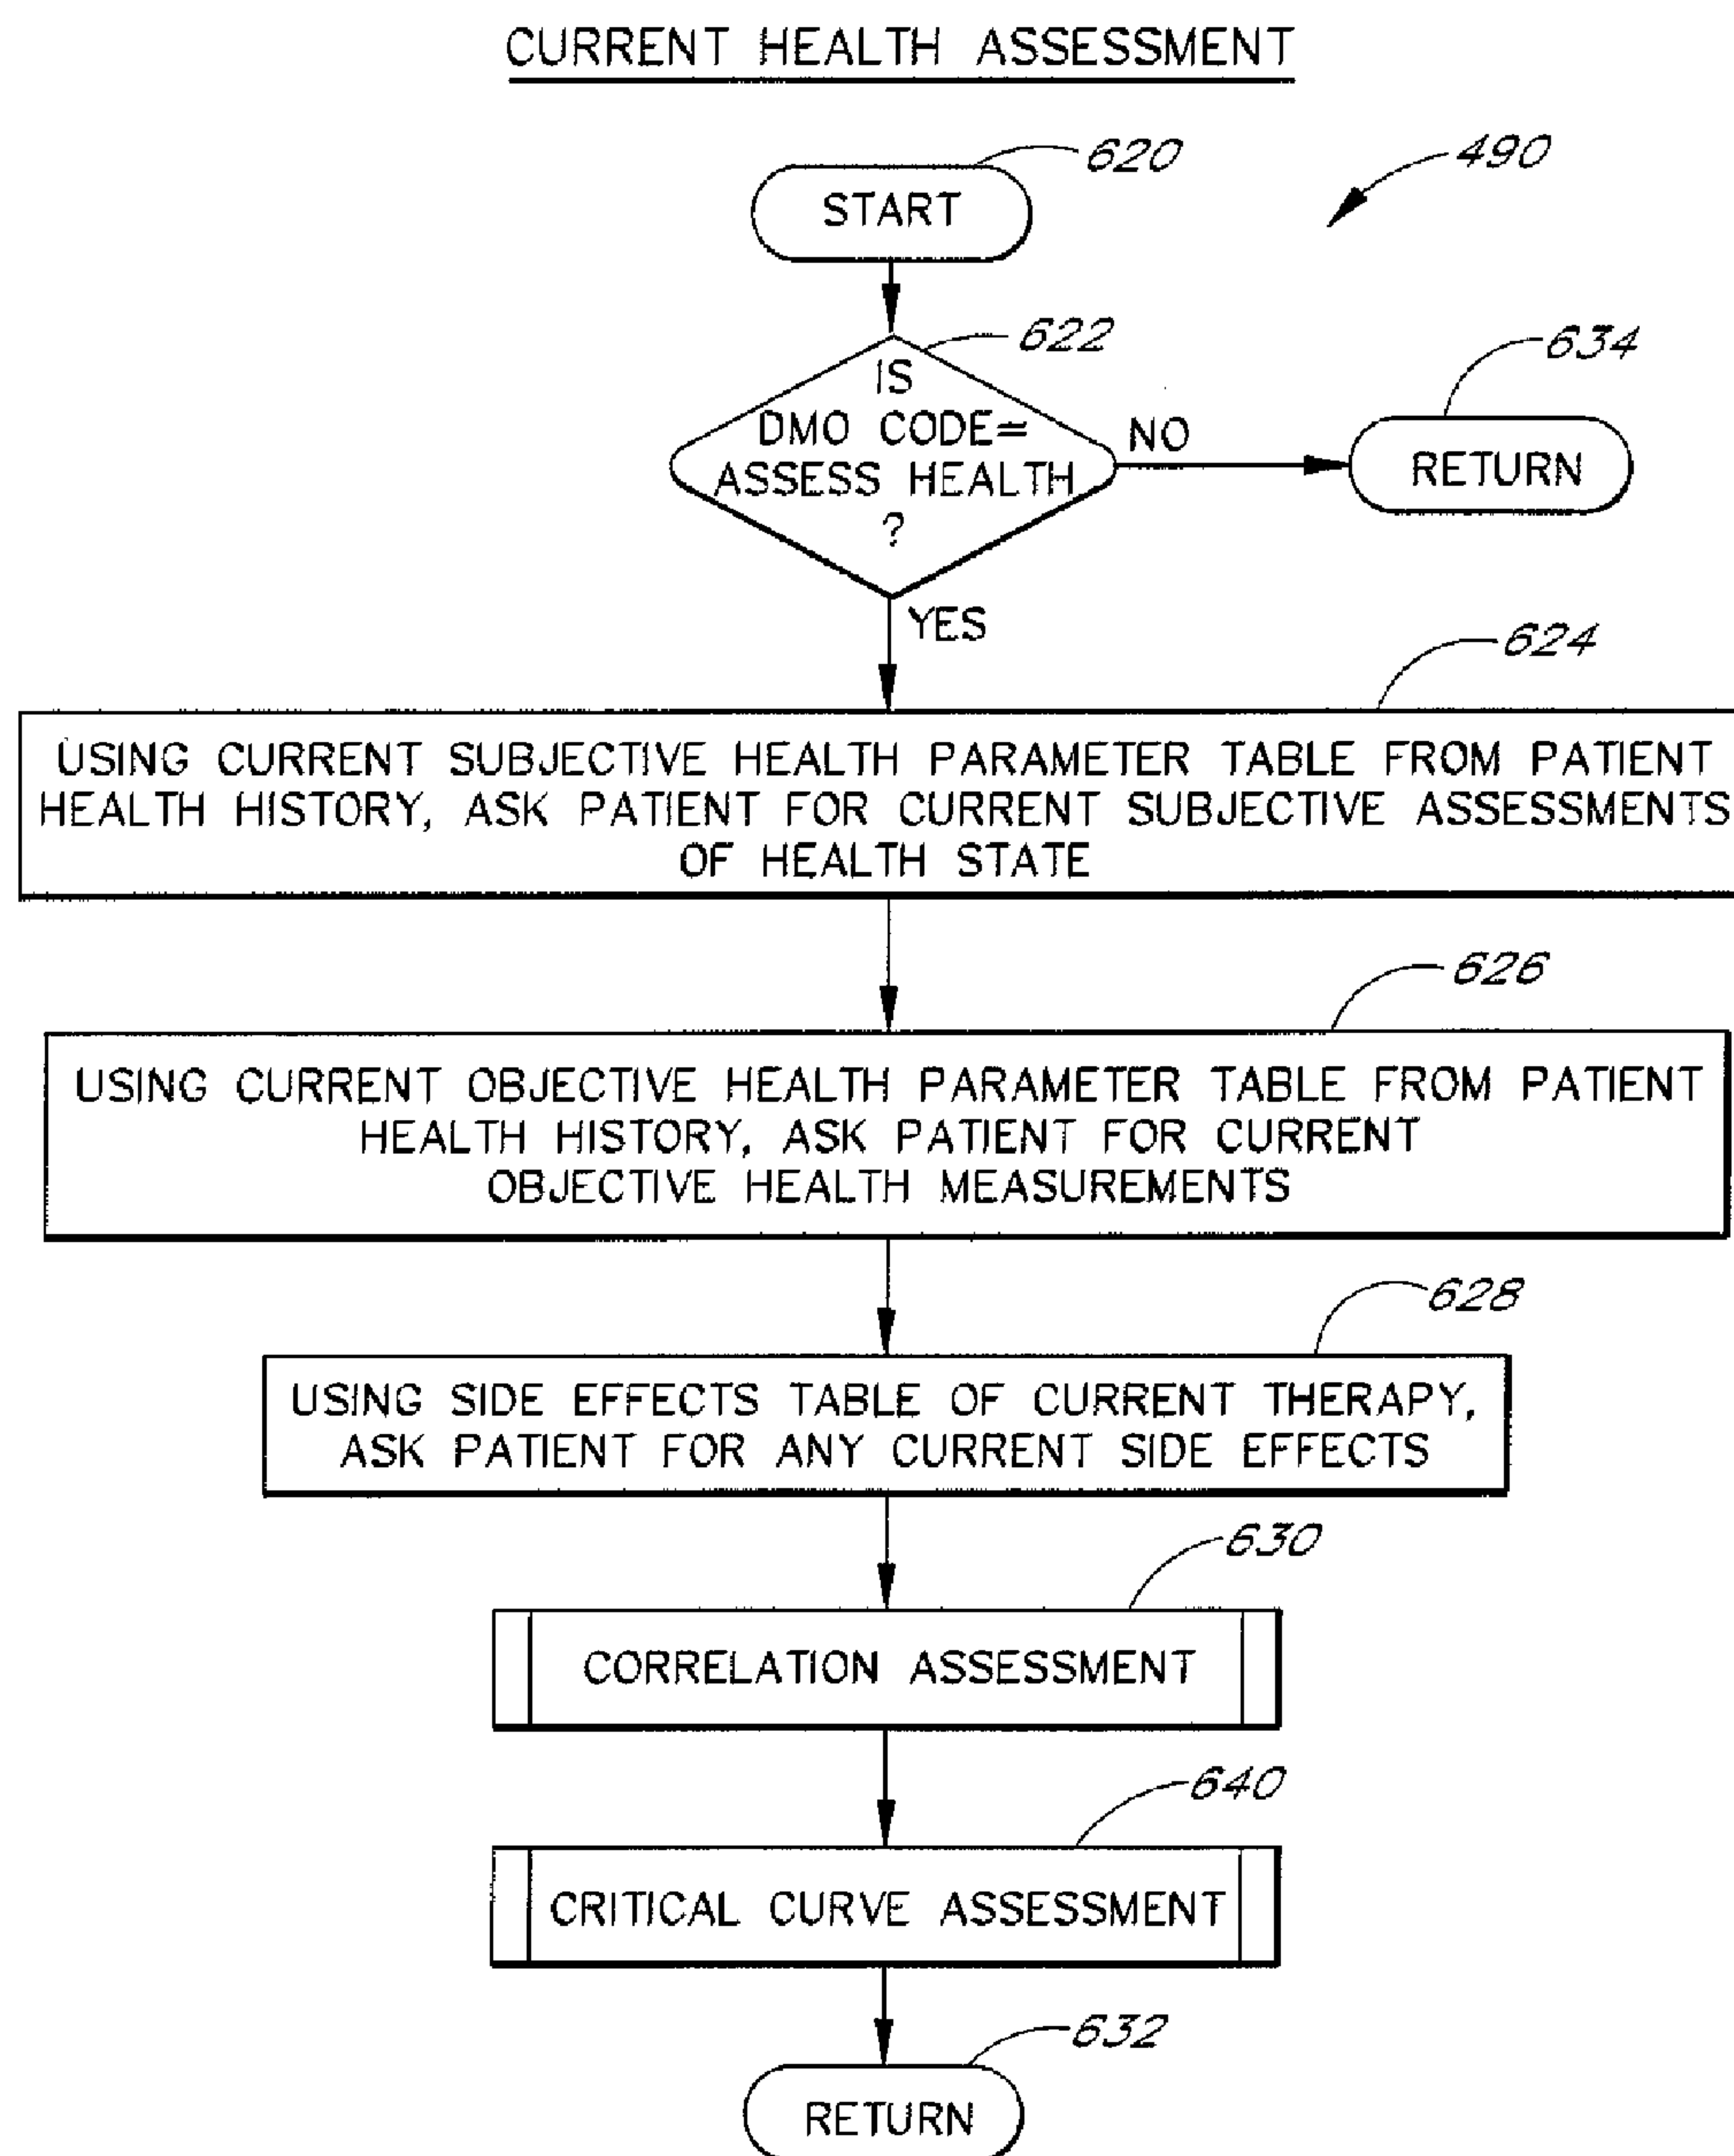 CURRENT HEALTH ASSESSMENT
620
490
START
622
634
IS
DMO CODE=
ASSESS HEALTH
?
NO
RETURN
YES
624
USING CURRENT SUBJECTIVE HEALTH PARAMETER TABLE FROM PATIENT
HEALTH HISTORY, ASK PATIENT FOR CURRENT SUBJECTIVE ASSESSMENTS
OF HEALTH STATE
626
USING CURRENT OBJECTIVE HEALTH PARAMETER TABLE FROM PATIENT
HEALTH HISTORY, ASK PATIENT FOR CURRENT
OBJECTIVE HEALTH MEASUREMENTS
628
USING SIDE EFFECTS TABLE OF CURRENT THERAPY,
ASK PATIENT FOR ANY CURRENT SIDE EFFECTS
630
CORRELATION ASSESSMENT
640
CRITICAL CURVE ASSESSMENT
632
RETURN